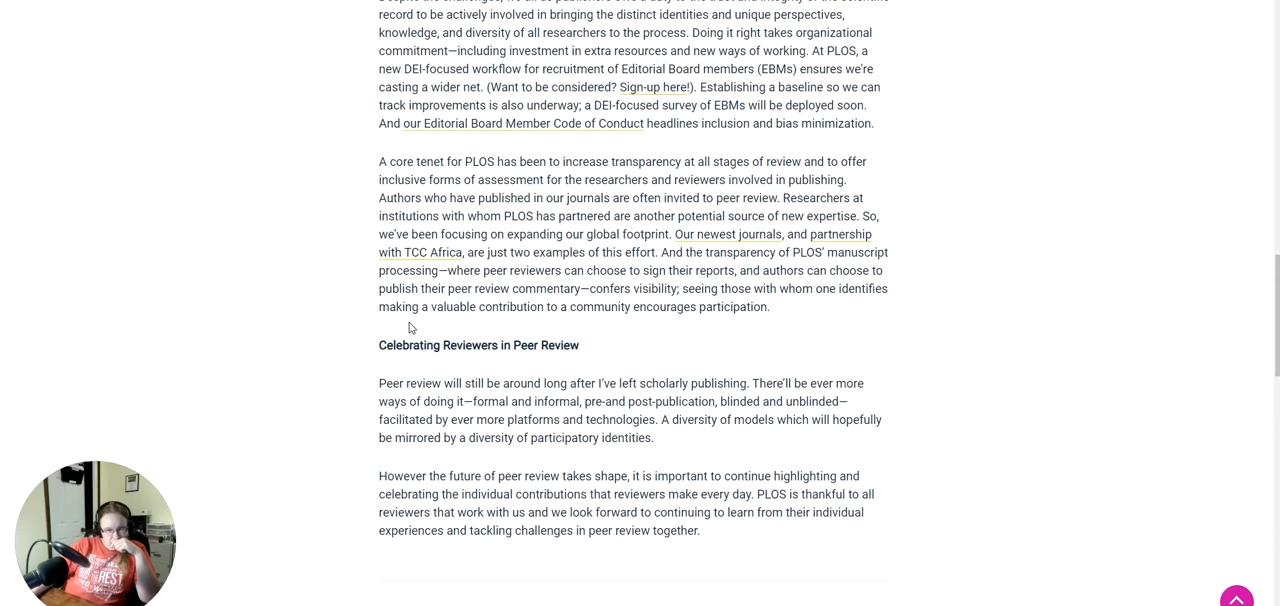 record to be actively involved in bringing the distinct identities and unique perspectives,
knowledge, and diversity of all researchers to the process. Doing it right takes organizational
commitment—including investment in extra resources and new ways of working. At PLOS, a
new DEI-focused workflow for recruitment of Editorial Board members (EBMs) ensures we're
casting a wider net. (Want to be considered? Sign-up here!). Establishing a baseline so we can
track improvements is also underway; a DEI-focused survey of EBMs will be deployed soon.
And our Editorial Board Member Code of Conduct headlines inclusion and bias minimization.
A core tenet for PLOS has been to increase transparency at all stages of review and to offer
inclusive forms of assessment for the researchers and reviewers involved in publishing.
Authors who have published in our journals are often invited to peer review. Researchers at
institutions with whom PLOS has partnered are another potential source of new expertise. So,
we've been focusing on expanding our global footprint. Our newest journals, and partnership
with TCC Africa, are just two examples of this effort. And the transparency of PLOS' manuscript
processing—where peer reviewers can choose to sign their reports, and authors can choose to
publish their peer review commentary—confers visibility; seeing those with whom one identifies
making a valuable contribution to a community encourages participation.
Celebrating Reviewers in Peer Review
Peer review will still be around long after I've left scholarly publishing. There'll be ever more
ways of doing it—formal and informal, pre-and post-publication, blinded and unblinded—
facilitated by ever more platforms and technologies. A diversity of models which will hopefully
be mirrored by a diversity of participatory identities.
However the future of peer review takes shape, it is important to continue highlighting and
celebrating the individual contributions that reviewers make every day. PLOS is thankful to all
reviewers that work with us and we look forward to continuing to learn from their individual
experiences and tackling challenges in peer review together.
REST